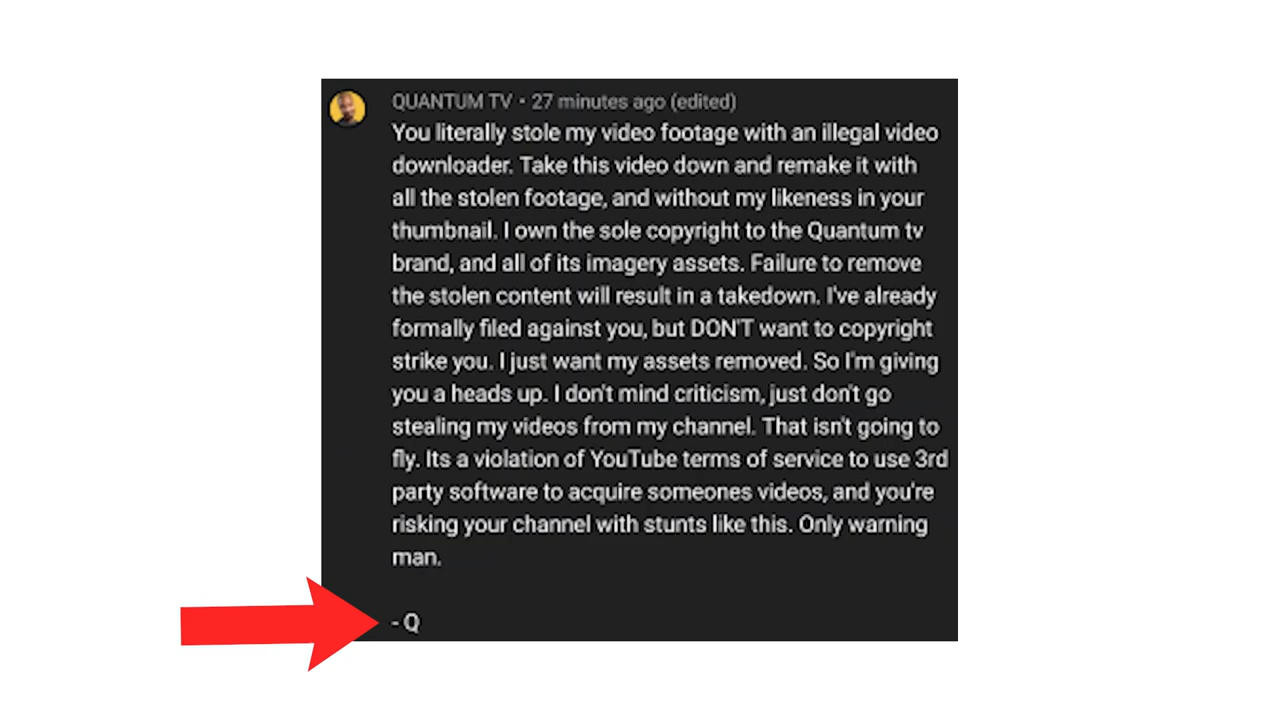 QUANTUM TV • 27 minutes ago (edited)
You literally stole my video footage with an illegal video
downloader. Take this video down and remake it with
all the stolen footage, and without my likeness in your
thumbnail. I own the sole copyright to the Quantum tv
brand, and all of its imagery assets. Failure to remove
the stolen content will result in a takedown. I've already
formally filed against you, but DON'T want to copyright
strike you. I just want my assets removed. So I'm giving
you a heads up. I don't mind criticism, just don't go
stealing my videos from my channel. That isn't going to
fly. Its a violation of YouTube terms of service to use 3rd
party software to acquire someones videos, and you're
risking your channel with stunts like this. Only warning
man.
- Q